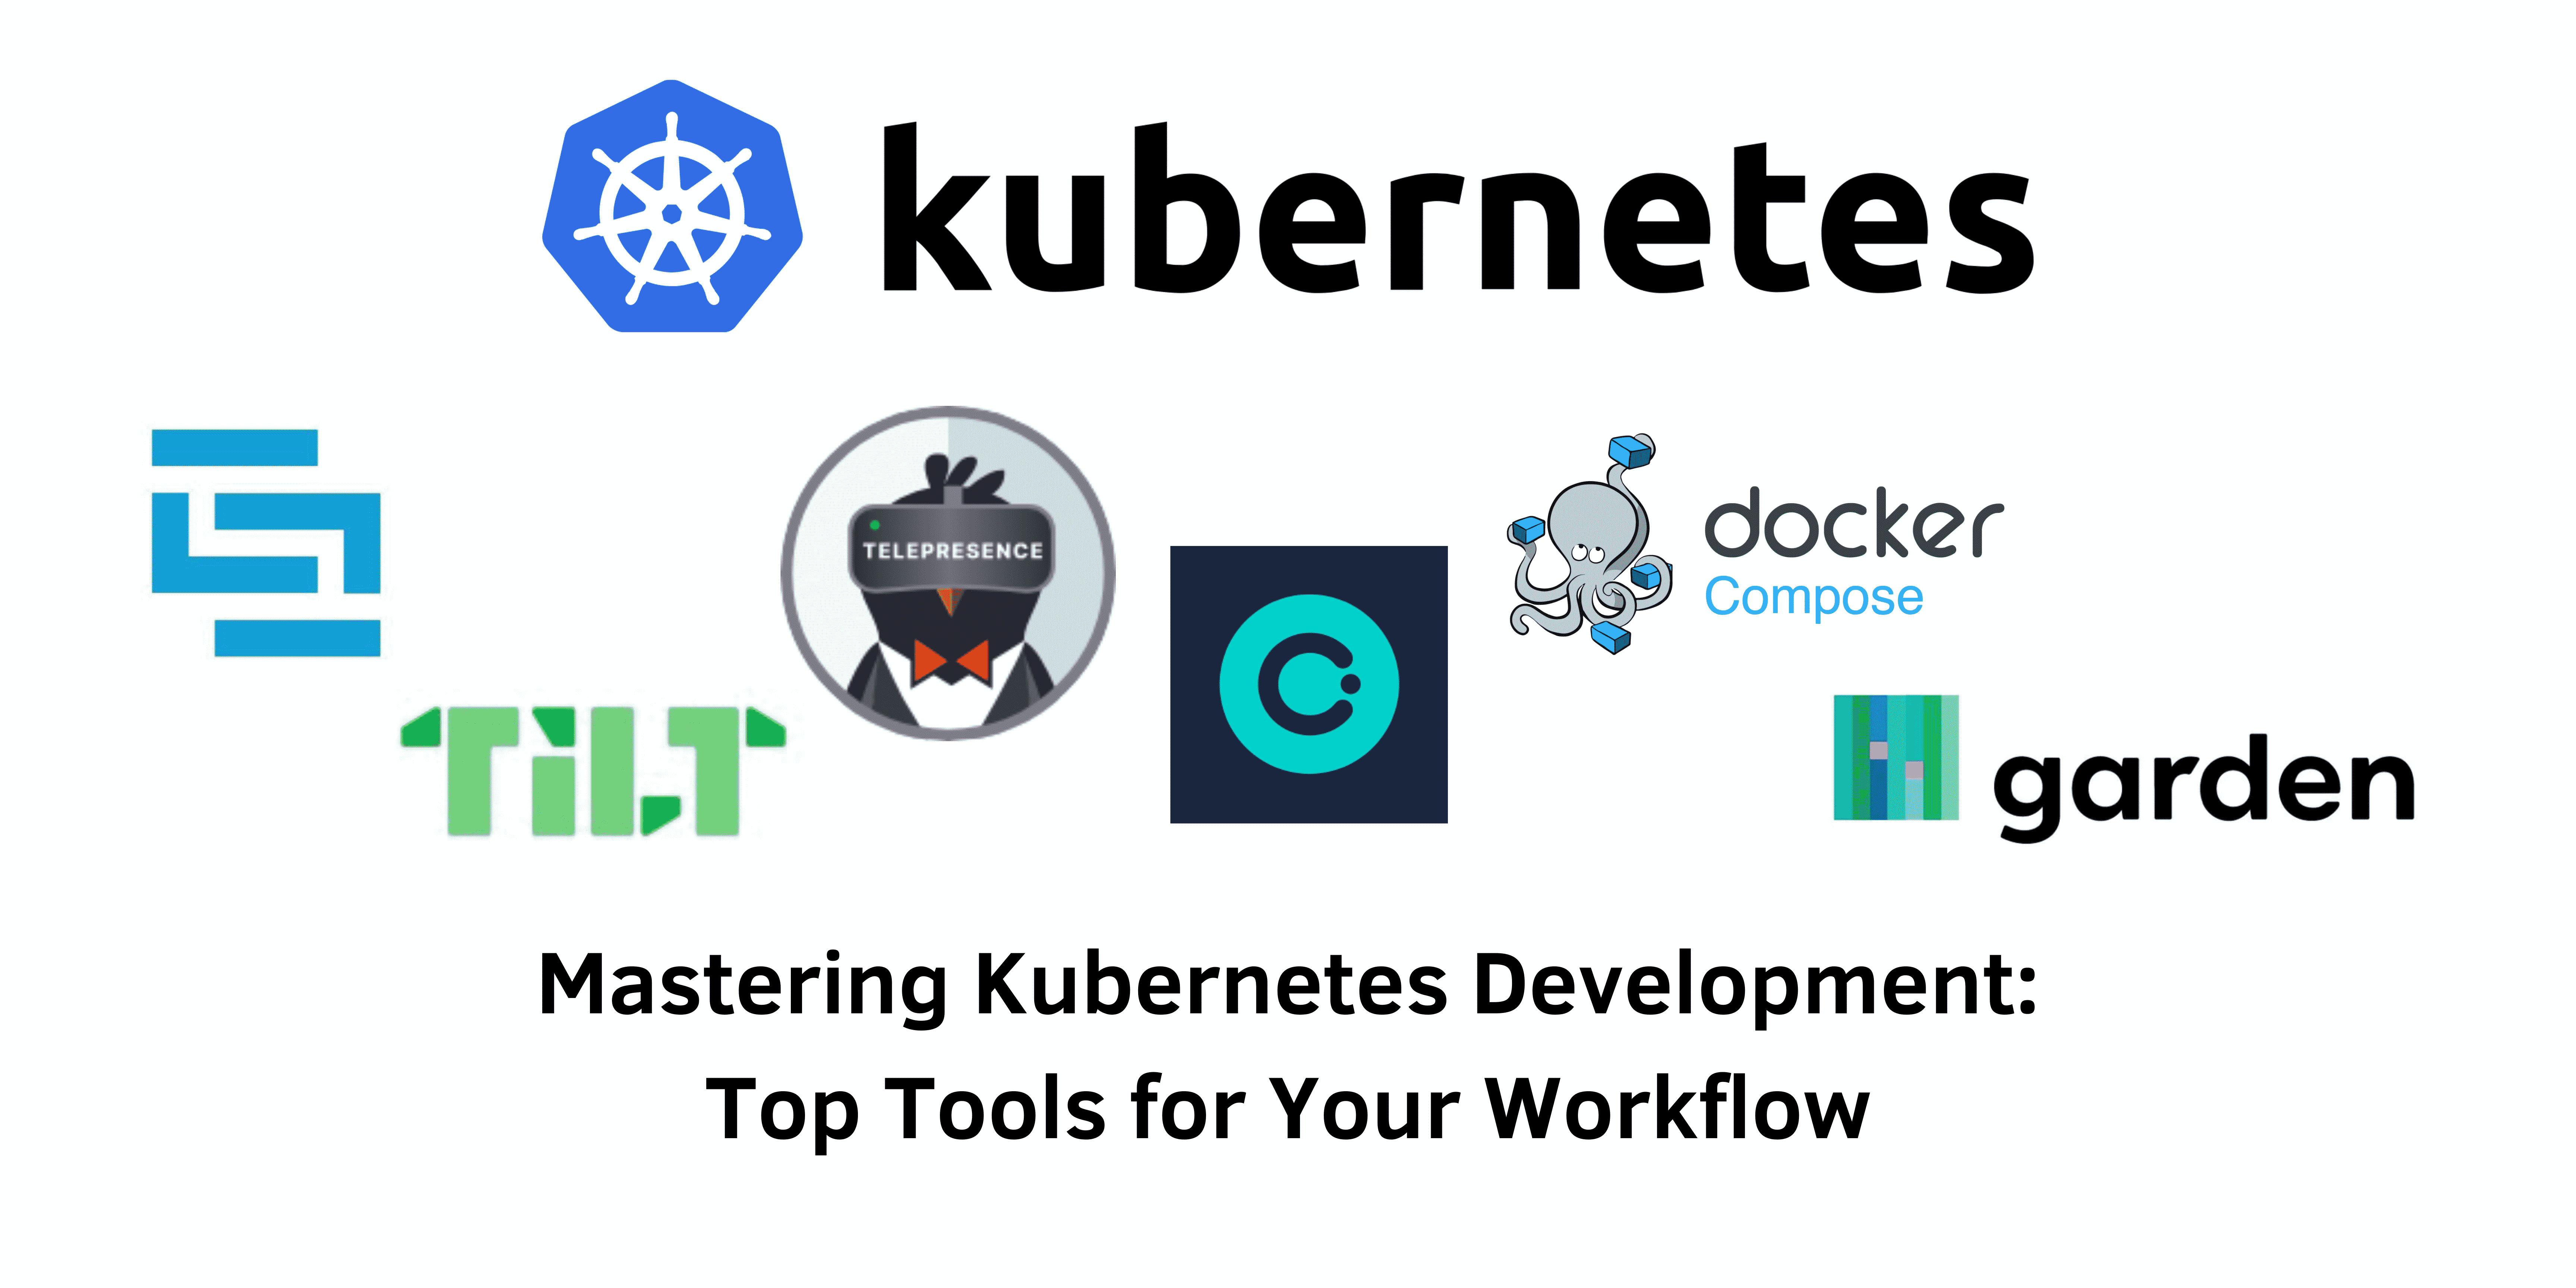 kubernetes
TELEPRESENCE
docker
Compose
TiLT
garden
Mastering Kubernetes Development:
Top Tools for Your Workflow